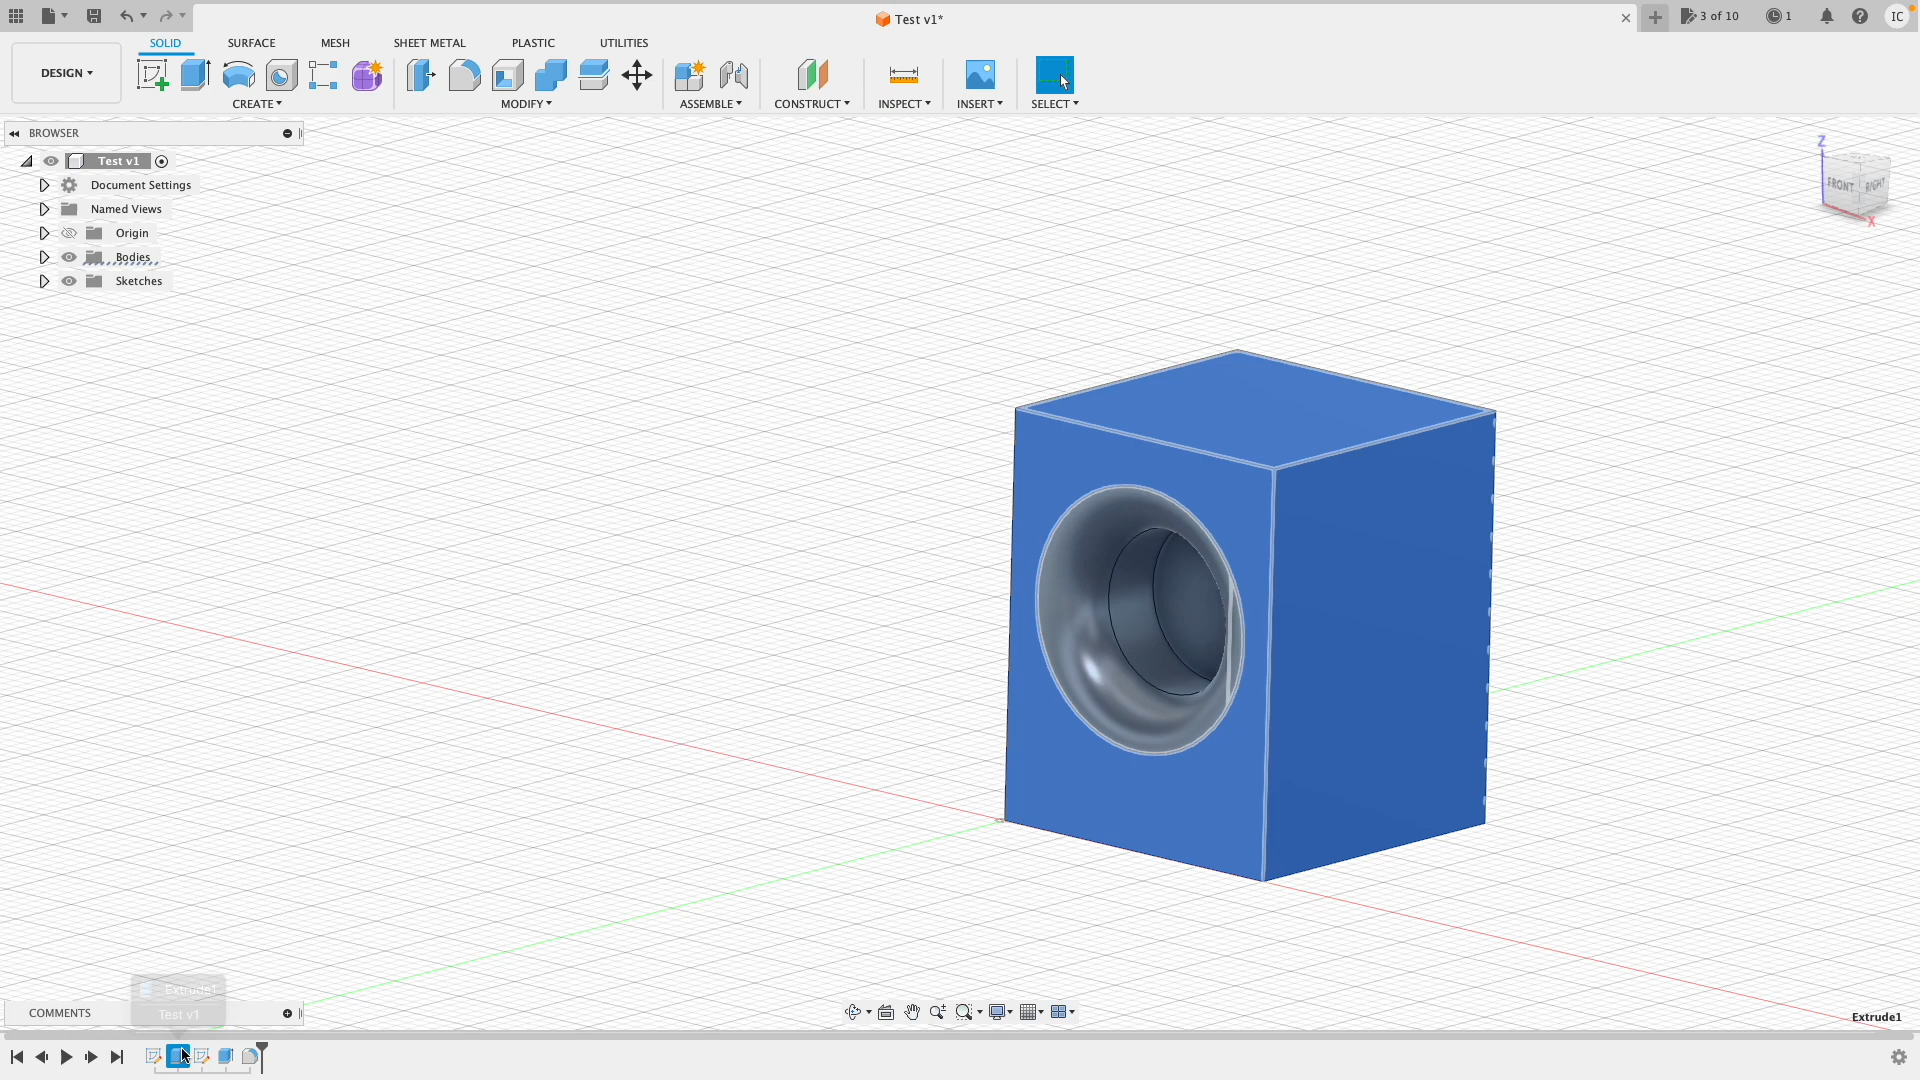 Test v1*
3 of 10
1
IC
DESIGN
SOLID
SURFACE
MESH
SHEET METAL
PLASTIC
UTILITIES
CREATE
MODIFY
ASSEMBLE
CONSTRUCT
INSPECT
INSERT
SELECT
BROWSER
Test v1
Document Settings
Named Views
Origin
Bodies
Sketches
Z
FRONT
RIGHT
X
Extrude1
Test v1
COMMENTS
Extrude1